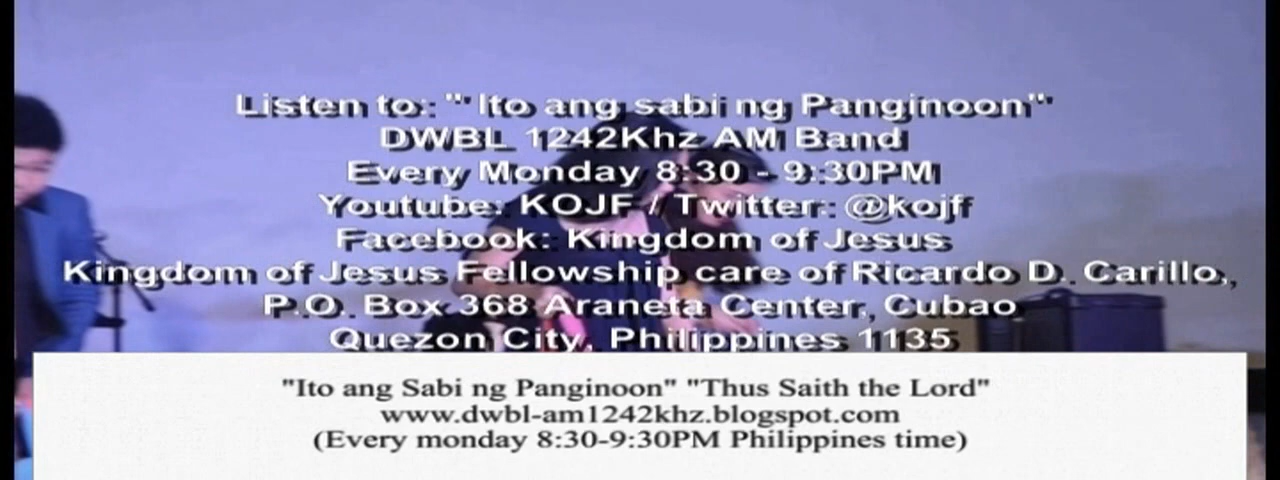 Listen to: "'Ito ang sabi ng Panginoon"'
DWBL 1242Khz AM Band
Every Monday 8:30 - 9:30PM
Youtube: KOJF / Twitter: @kojff
Facebook: Kingdom of Jesus
Kingdom of Jesus Fellowship care of Ricardo D. Carillo,
P.O. Box 368 Araneta Center, Cubao
Quezon City, Philippines 1135
"Ito ang Sabi ng Panginoon" "Thus Saith the Lord"
www.dwbl-am1242khz.blogspot.com
(Every monday 8:30-9:30PM Philippines time)